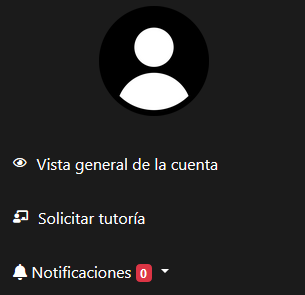 Vista general de la cuenta
Solicitar tutoría
Notificaciones 0